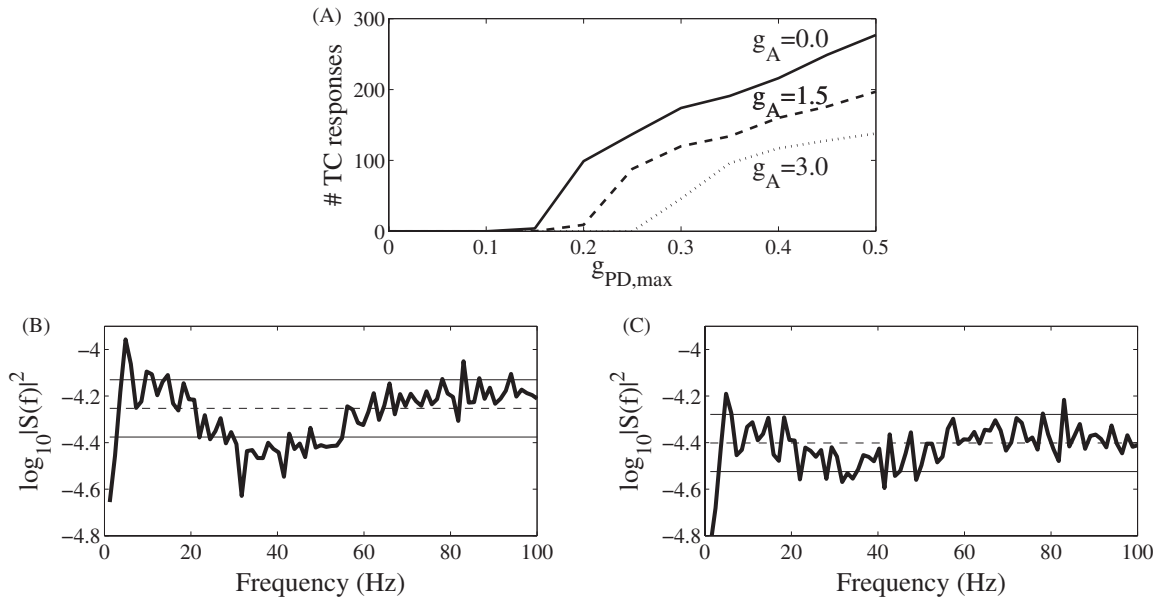 (A)
300
200
100
0
# TC responses
g_A=0.0
g_A=1.5
g_A=3.0
0 0.1 0.2 0.3 0.4 0.5
g_PD,max
(B)
−4
−4.2
−4.4
−4.6
−4.8
log_10|S(f)|^2
0 20 40 60 80 100
Frequency (Hz)
(C)
−4
−4.2
−4.4
−4.6
−4.8
log_10|S(f)|^2
0 20 40 60 80 100
Frequency (Hz)